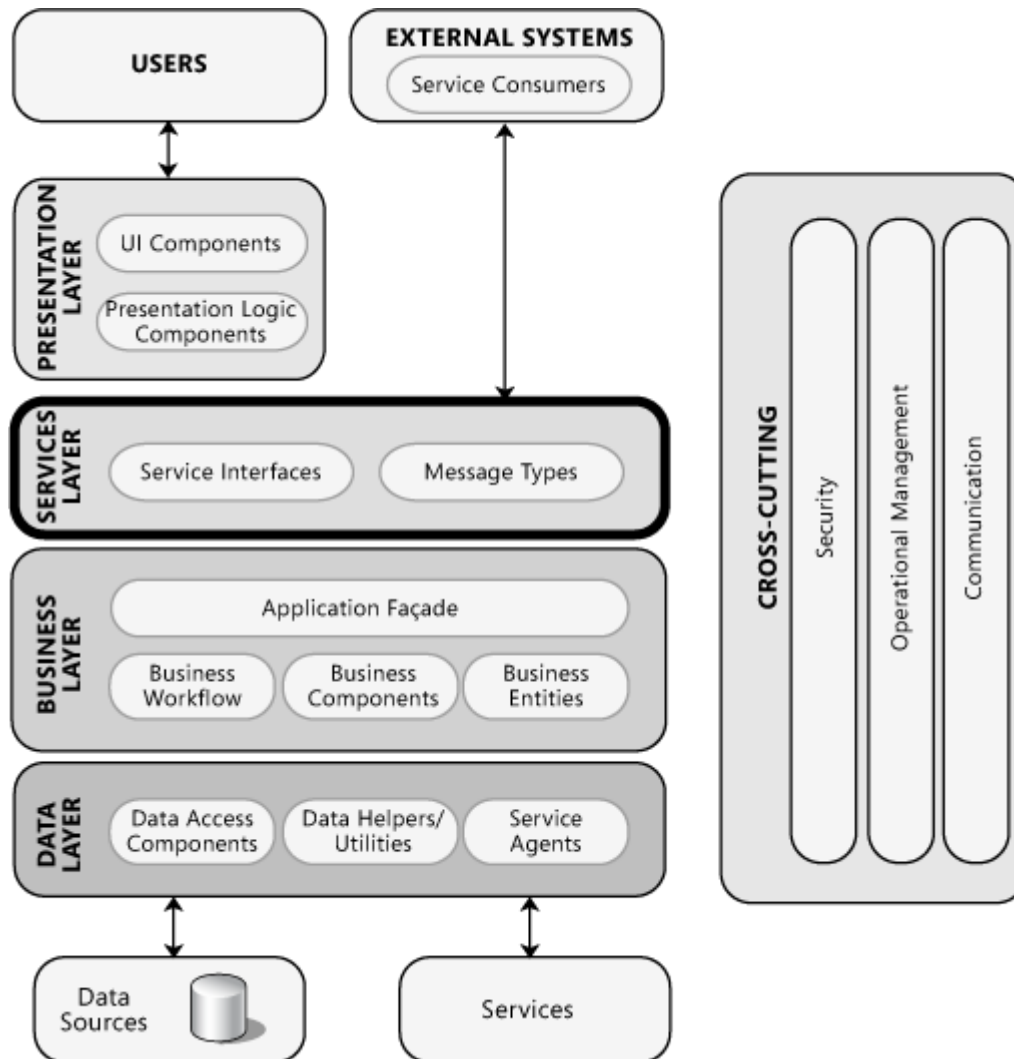 USERS
EXTERNAL SYSTEMS
Service Consumers
PRESENTATION
LAYER
UI Components
Presentation Logic
Components
SERVICES
LAYER
Service Interfaces
Message Types
BUSINESS
LAYER
Application Façade
Business
Workflow
Business
Components
Business
Entities
DATA
LAYER
Data Access
Components
Data Helpers/
Utilities
Service
Agents
Data
Sources
Services
CROSS-CUTTING
Security
Operational Management
Communication